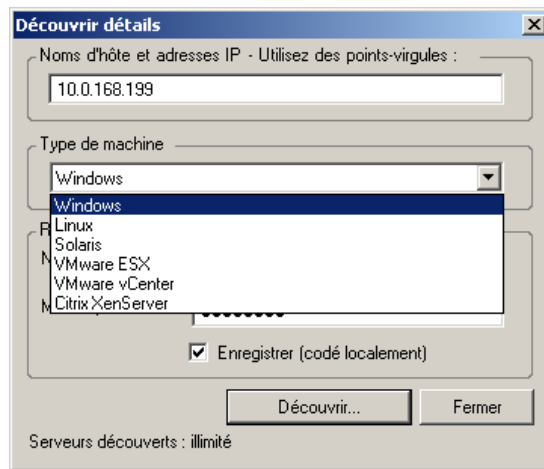 Découvrir détails
Noms d'hôte et adresses IP - Utilisez des points-virgules :
10.0.168.199
Type de machine
Windows
Windows
Linux
Solaris
VMware ESX
VMware vCenter
Citrix XenServer
Enregistrer (codé localement)
Découvrir...
Fermer
Serveurs découverts : illimité